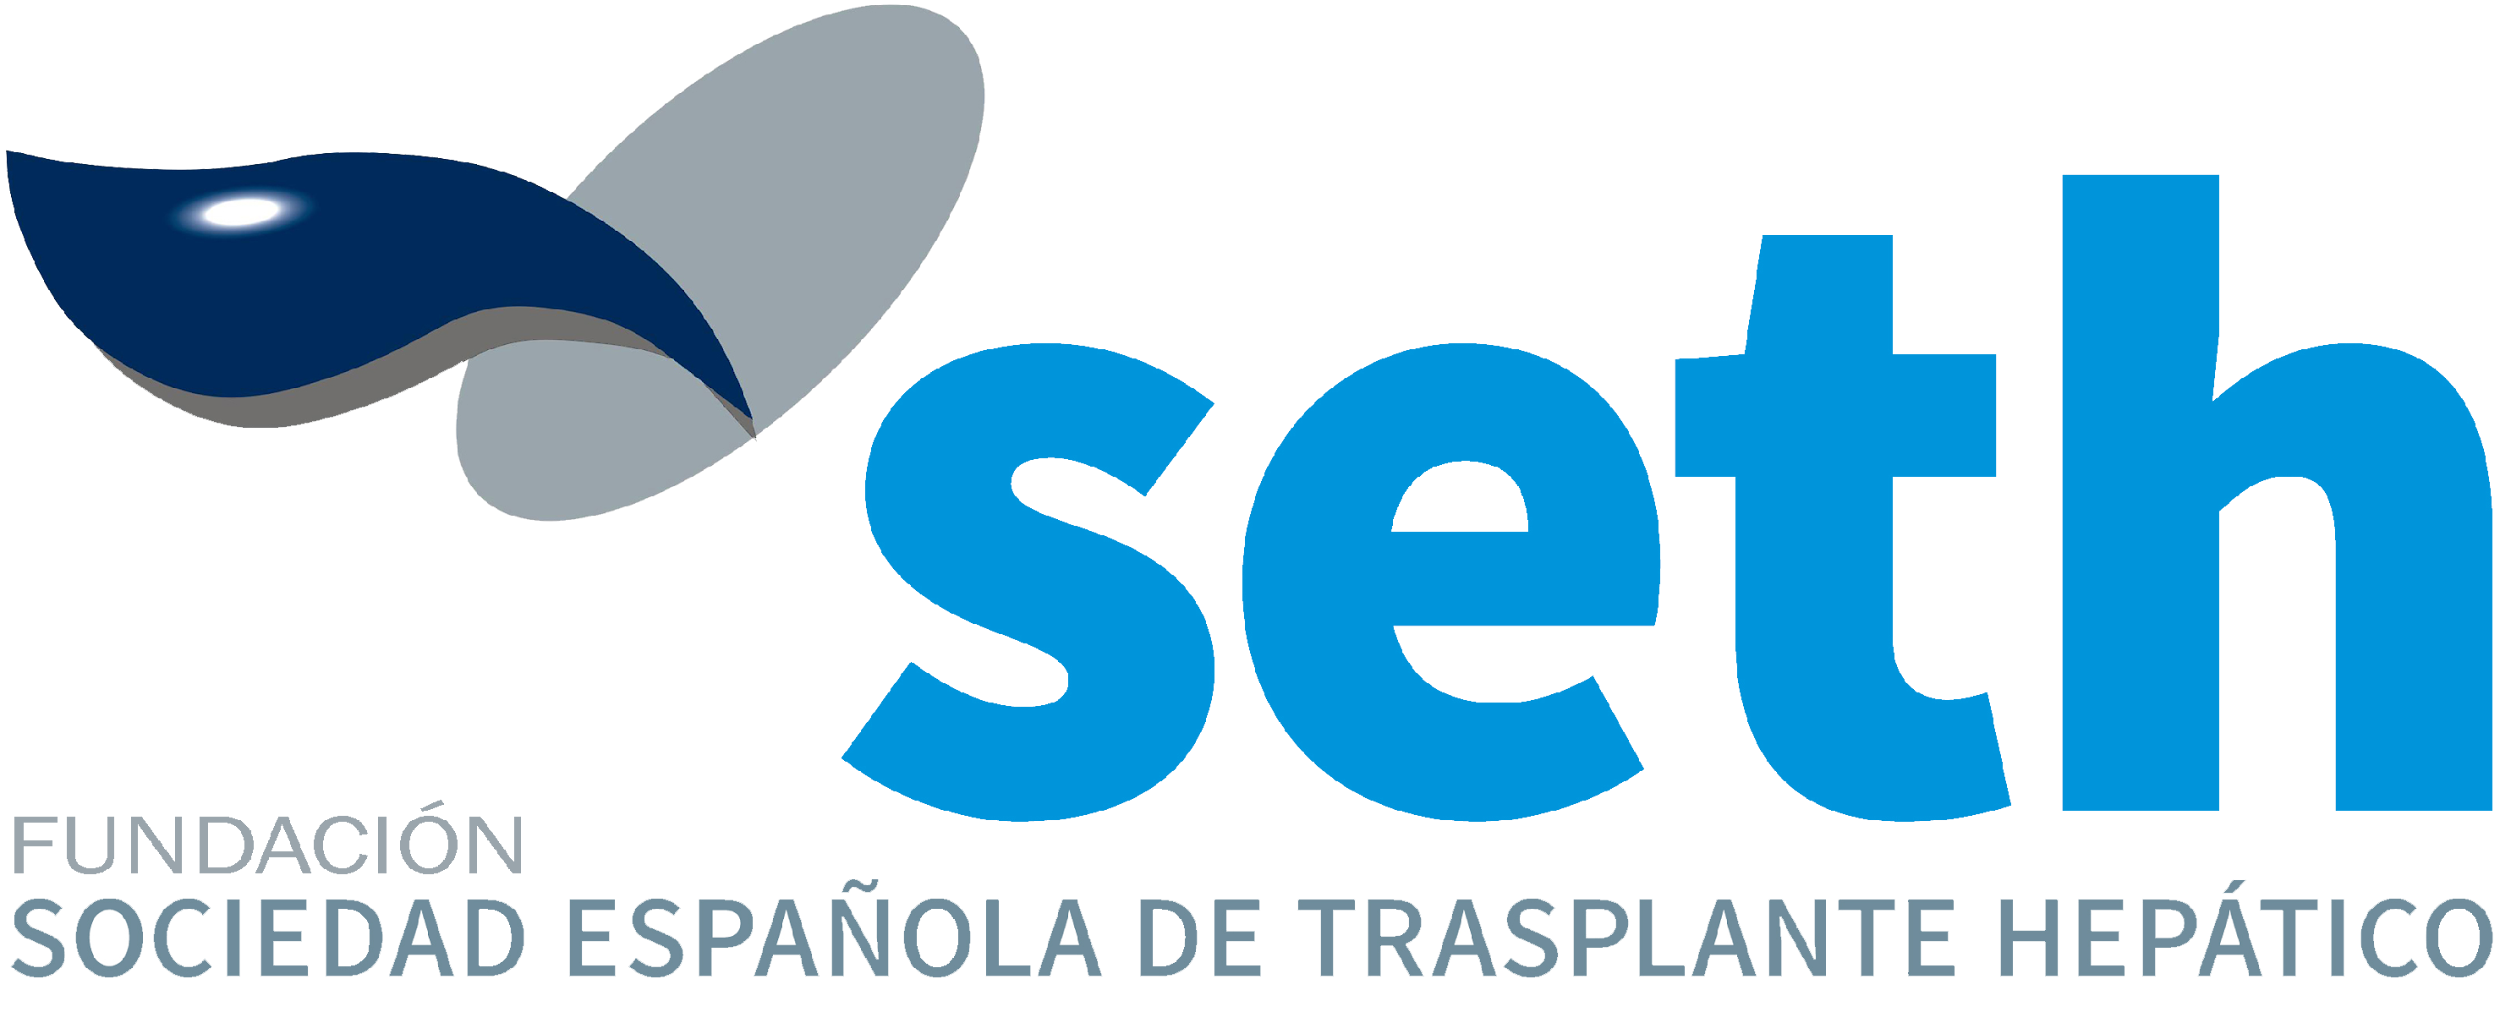 seth
FUNDACIÓN
SOCIEDAD ESPAÑOLA DE TRASPLANTE HEPÁTICO